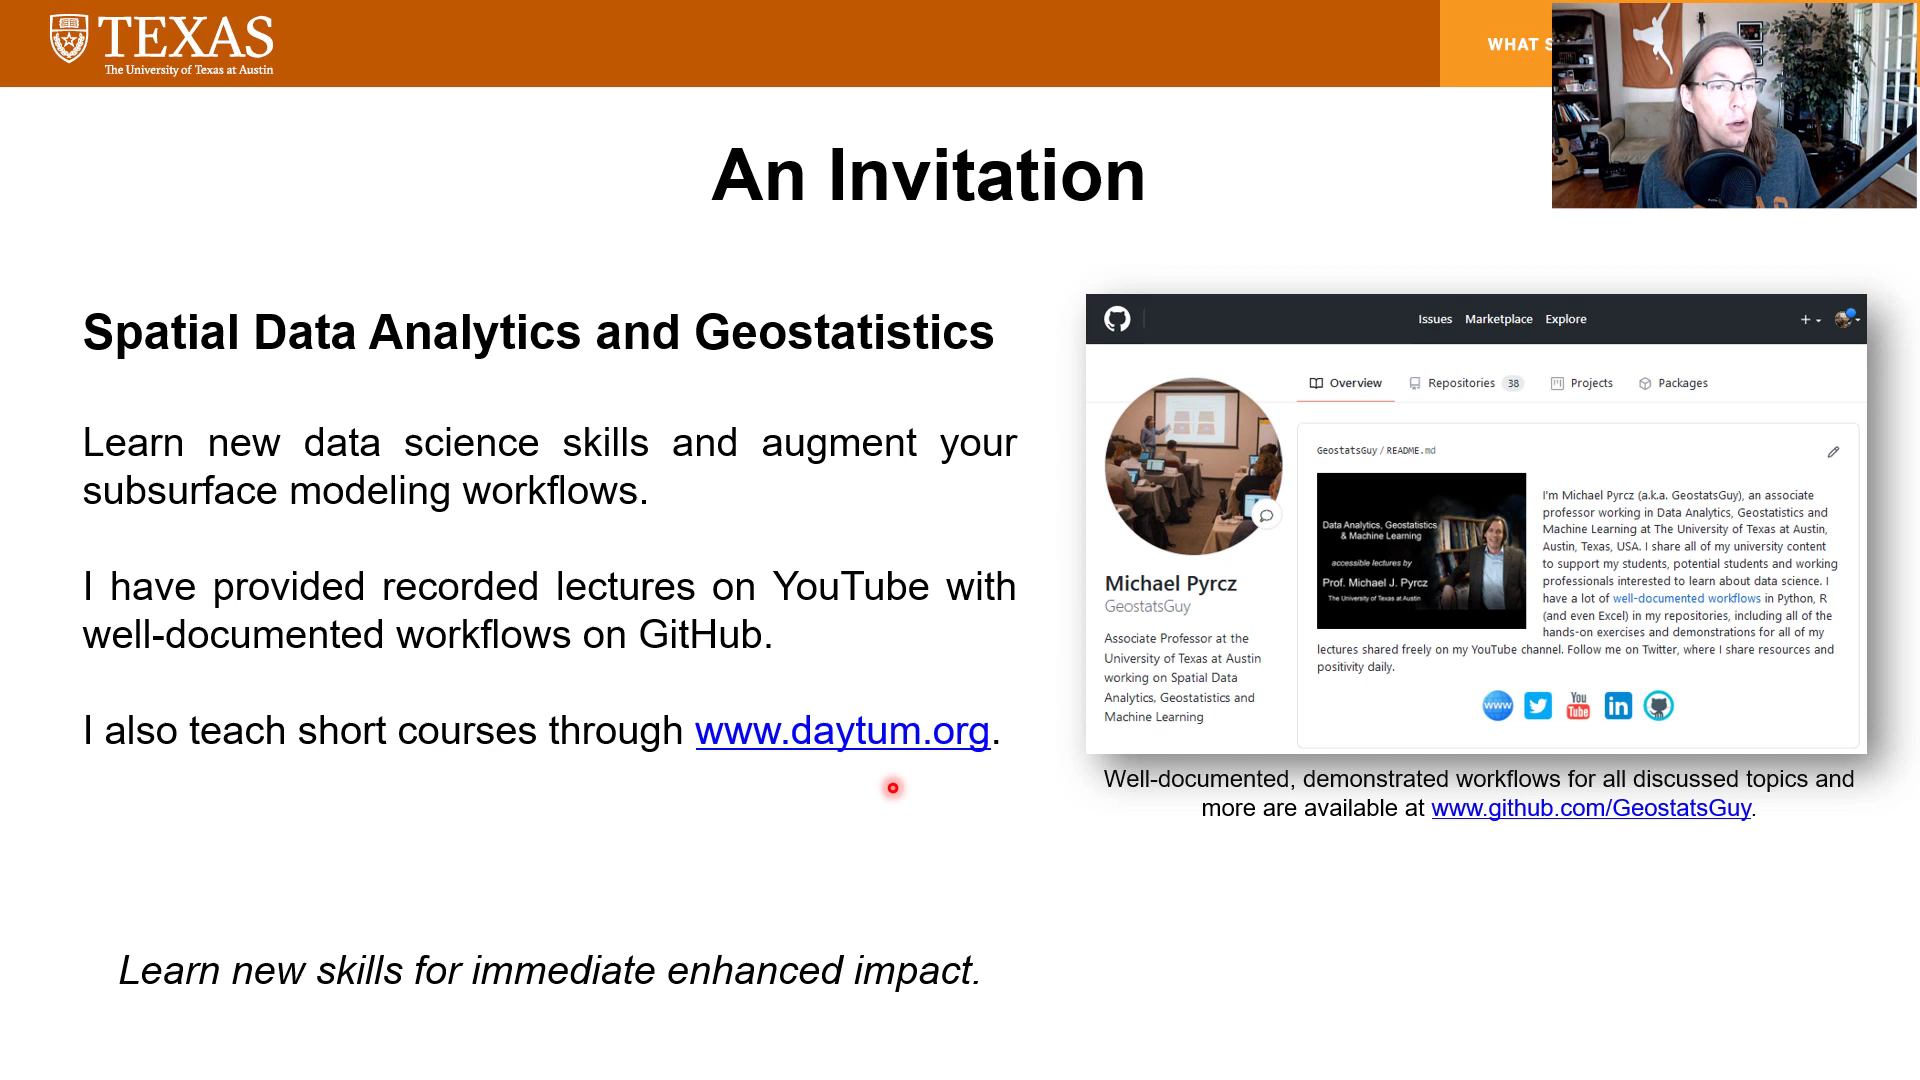 TEXAS
The University of Texas at Austin
WHAT S
An Invitation
Spatial Data Analytics and Geostatistics
Learn new data science skills and augment your
subsurface modeling workflows.
I have provided recorded lectures on YouTube with
well-documented workflows on GitHub.
I also teach short courses through www.daytum.org.
Learn new skills for immediate enhanced impact.
Issues Marketplace Explore
Overview Repositories 38 Projects Packages
GeostatsGuy / README.md
Data Analytics, Geostatistics
& Machine Learning
accessible lectures by
Prof. Michael J. Pyrcz
The University of Texas at Austin
I'm Michael Pyrcz (a.k.a. GeostatsGuy), an associate
professor working in Data Analytics, Geostatistics and
Machine Learning at The University of Texas at Austin,
Austin, Texas, USA. I share all of my university content
to support my students, potential students and working
professionals interested to learn about data science. I
have a lot of well-documented workflows in Python, R
(and even Excel) in my repositories, including all of the
hands-on exercises and demonstrations for all of my
lectures shared freely on my YouTube channel. Follow me on Twitter, where I share resources and
positivity daily.
www
You
Tube
in
Michael Pyrcz
GeostatsGuy
Associate Professor at the
University of Texas at Austin
working on Spatial Data
Analytics, Geostatistics and
Machine Learning
Well-documented, demonstrated workflows for all discussed topics and
more are available at www.github.com/GeostatsGuy.